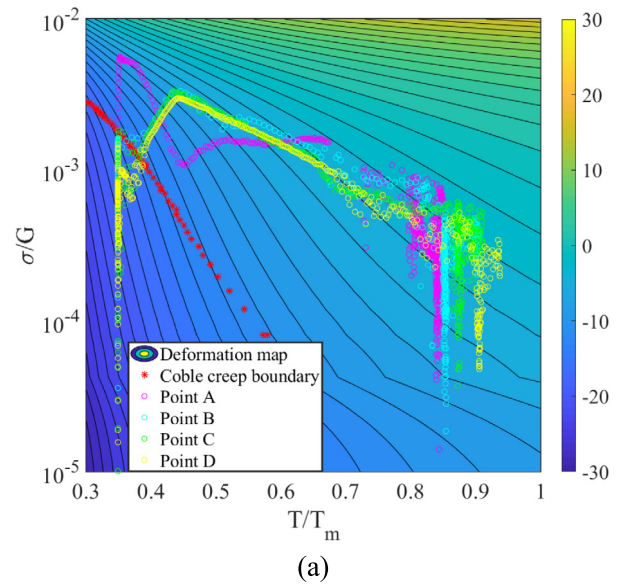 10⁻²
10⁻³
10⁻⁴
10⁻⁵
σ/G
Deformation map
Coble creep boundary
Point A
Point B
Point C
Point D
0.3 0.4 0.5 0.6 0.7 0.8 0.9 1
T/Tₘ
30
20
10
0
-10
-20
-30
(a)